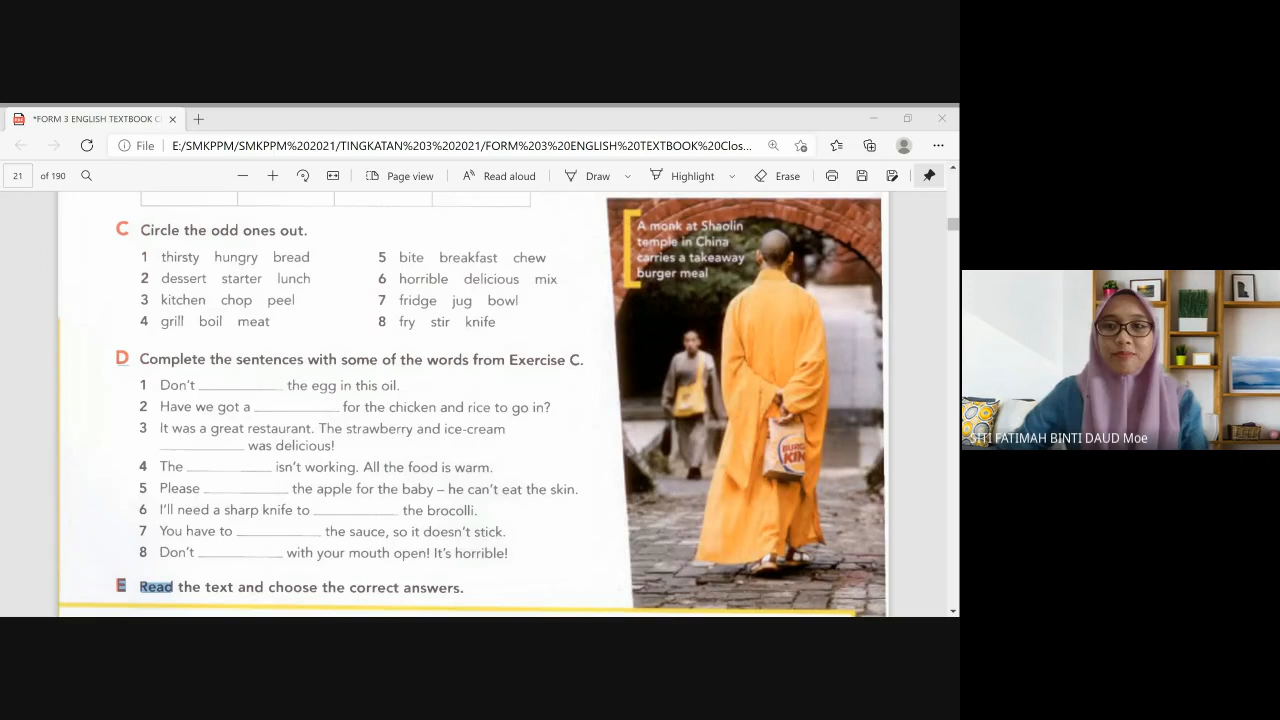 *FORM 3 ENGLISH TEXTBOOK C
File E:/SMKPPM/SMKPPM%202021/TINGKATAN%203%202021/FORM%203%20ENGLISH%20TEXTBOOK%20Clos...
21 of 190 Page view Read aloud Draw Highlight Erase
C Circle the odd ones out.
1 thirsty hungry bread
2 dessert starter lunch
3 kitchen chop peel
4 grill boil meat
5 bite breakfast chew
6 horrible delicious mix
7 fridge jug bowl
8 fry stir knife
D Complete the sentences with some of the words from Exercise C.
1 Don't ____________ the egg in this oil.
2 Have we got a ____________ for the chicken and rice to go in?
3 It was a great restaurant. The strawberry and ice-cream
____________ was delicious!
4 The ____________ isn't working. All the food is warm.
5 Please ____________ the apple for the baby – he can't eat the skin.
6 I'll need a sharp knife to ____________ the brocolli.
7 You have to ____________ the sauce, so it doesn't stick.
8 Don't ____________ with your mouth open! It's horrible!
E Read the text and choose the correct answers.
A monk at Shaolin
temple in China
carries a takeaway
burger meal
BURG
KIN
SITI FATIMAH BINTI DAUD Moe